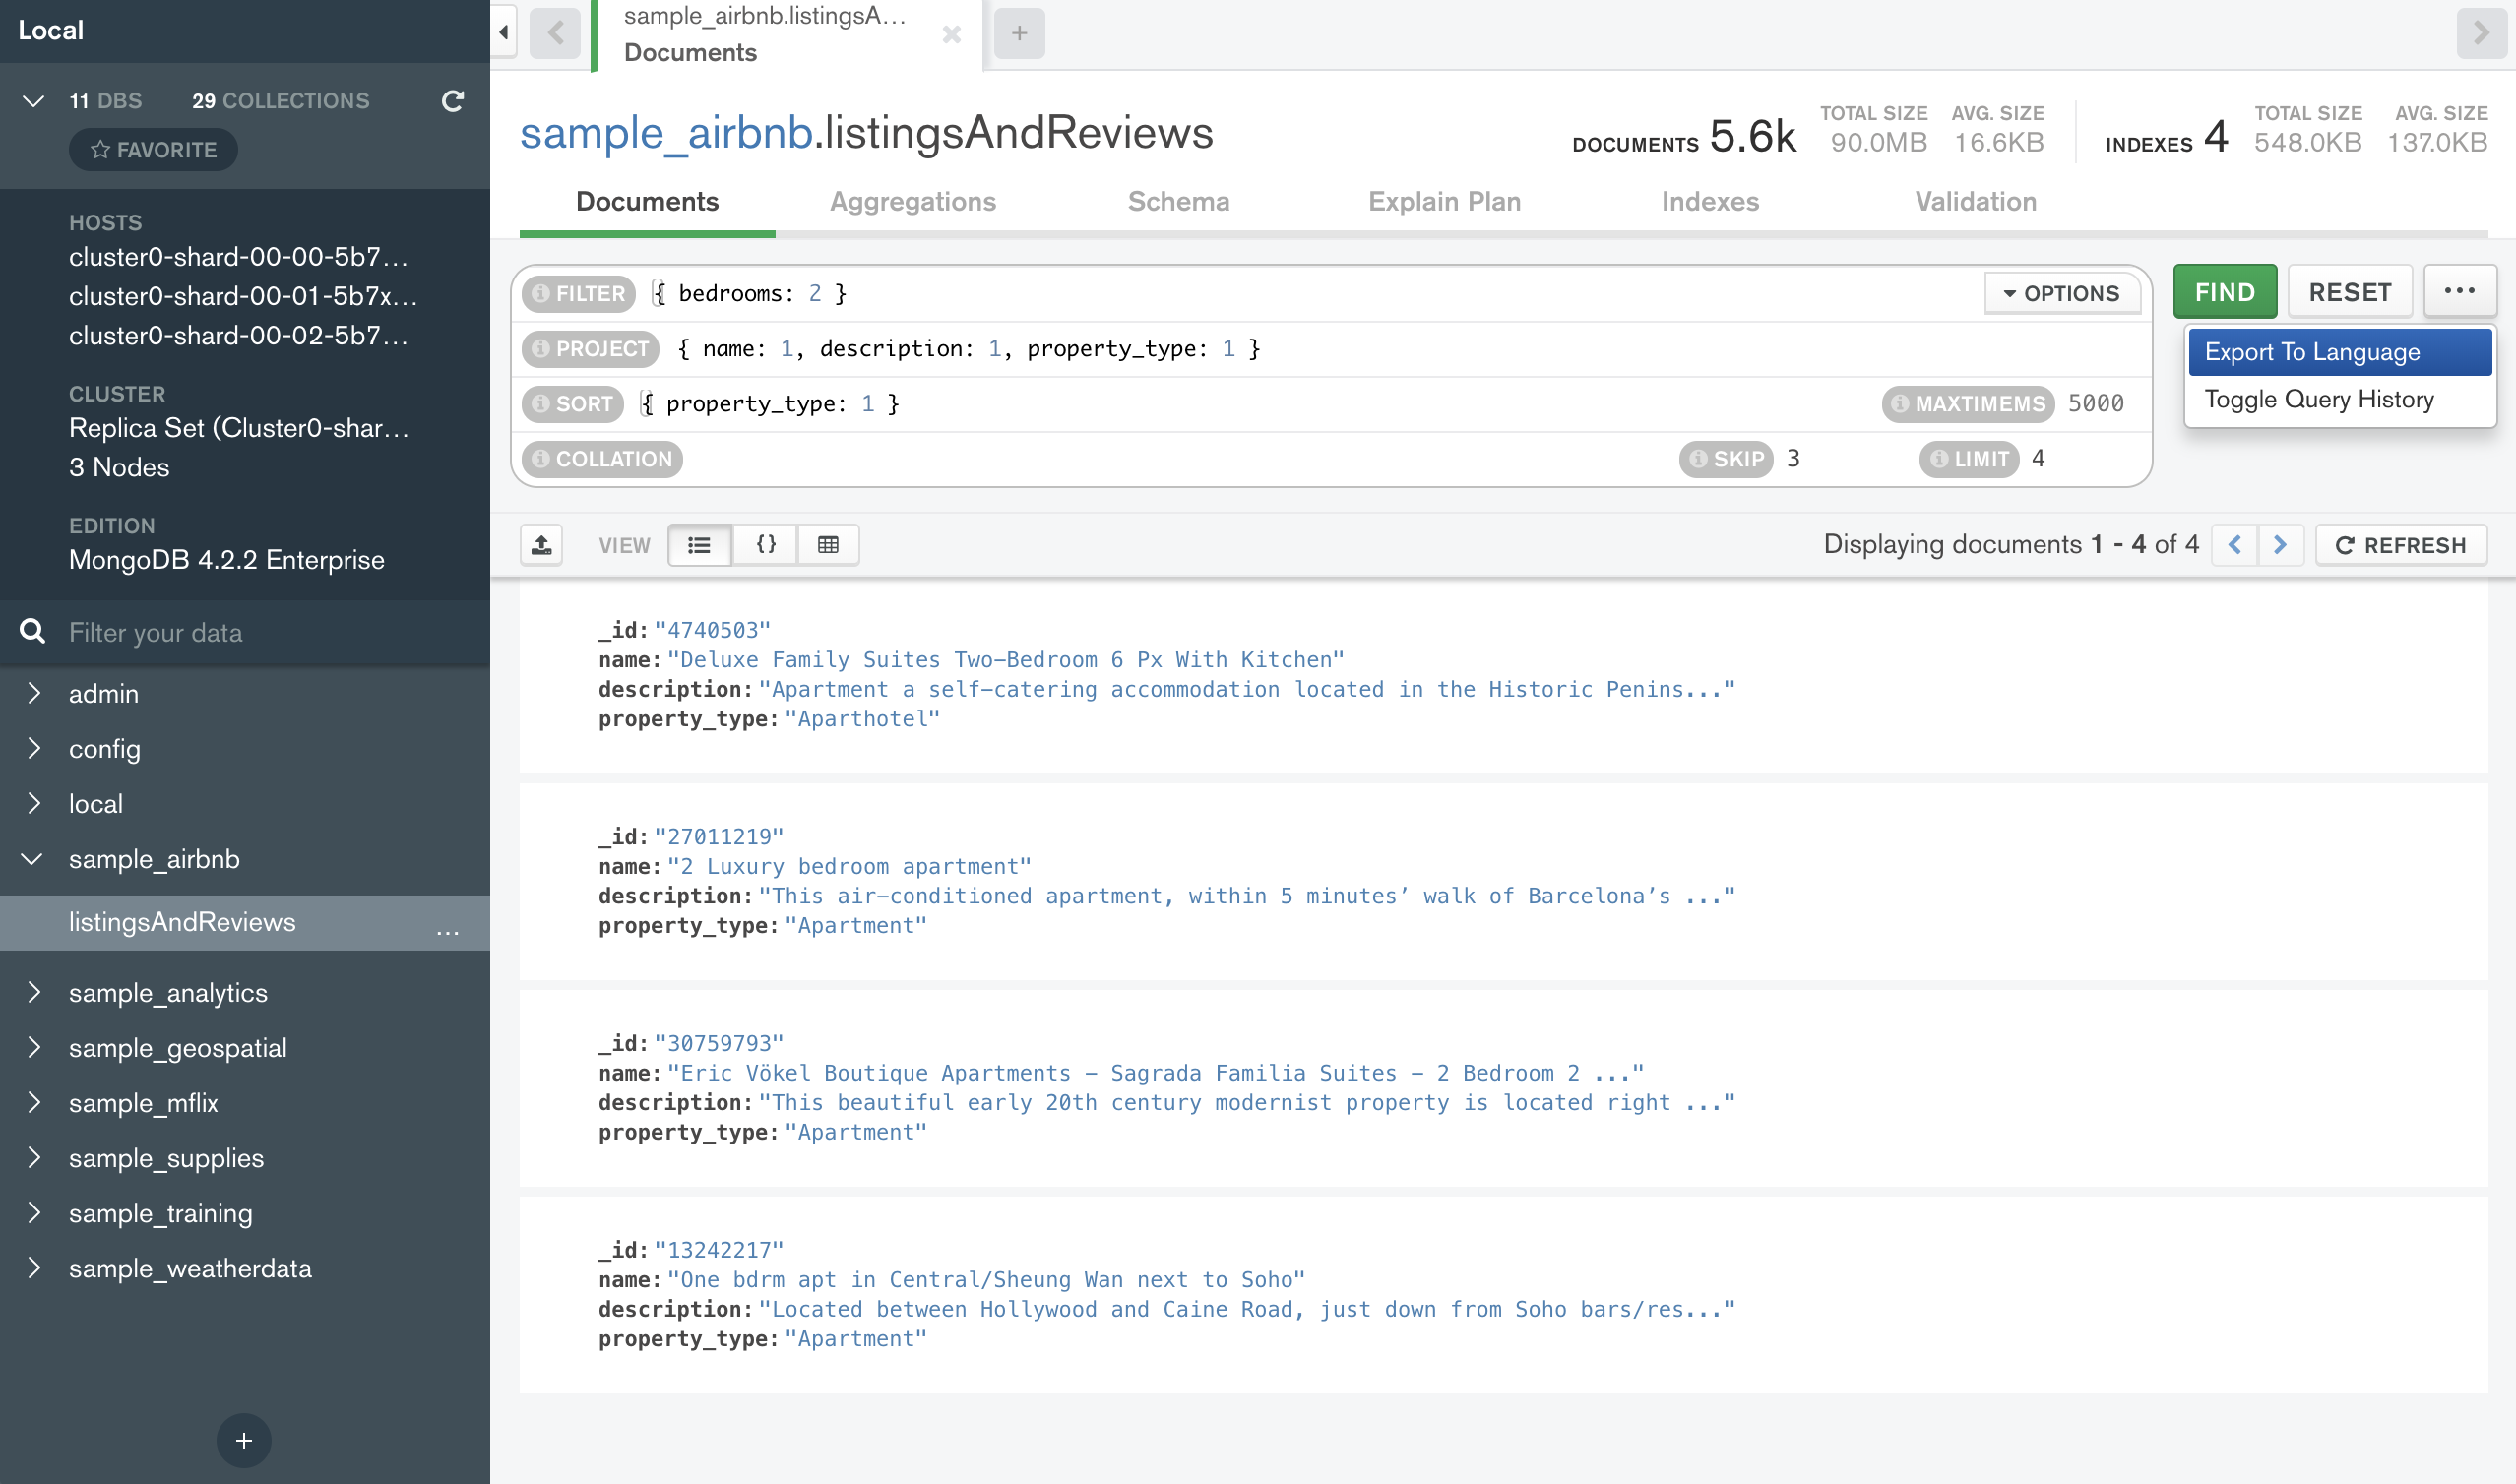 Local
11 DBS 29 COLLECTIONS
FAVORITE
HOSTS
cluster0-shard-00-00-5b7...
cluster0-shard-00-01-5b7x...
cluster0-shard-00-02-5b7...
CLUSTER
Replica Set (Cluster0-shar...
3 Nodes
EDITION
MongoDB 4.2.2 Enterprise
Filter your data
admin
config
local
sample_airbnb
listingsAndReviews ...
sample_analytics
sample_geospatial
sample_mflix
sample_supplies
sample_training
sample_weatherdata
+
sample_airbnb.listingsA...
Documents
+
sample_airbnb.listingsAndReviews
DOCUMENTS 5.6k TOTAL SIZE 90.0MB AVG. SIZE 16.6KB
INDEXES 4 TOTAL SIZE 548.0KB AVG. SIZE 137.0KB
Documents Aggregations Schema Explain Plan Indexes Validation
FILTER { bedrooms: 2 } OPTIONS
FIND RESET ...
PROJECT { name: 1, description: 1, property_type: 1 }
Export To Language
Toggle Query History
SORT { property_type: 1 } MAXTIMEMS 5000
COLLATION SKIP 3 LIMIT 4
VIEW {} Displaying documents 1 - 4 of 4 REFRESH
_id: "4740503"
name: "Deluxe Family Suites Two-Bedroom 6 Px With Kitchen"
description: "Apartment a self-catering accommodation located in the Historic Penins..."
property_type: "Aparthotel"
_id: "27011219"
name: "2 Luxury bedroom apartment"
description: "This air-conditioned apartment, within 5 minutes’ walk of Barcelona’s ..."
property_type: "Apartment"
_id: "30759793"
name: "Eric Vökel Boutique Apartments - Sagrada Familia Suites - 2 Bedroom 2 ..."
description: "This beautiful early 20th century modernist property is located right ..."
property_type: "Apartment"
_id: "13242217"
name: "One bdrm apt in Central/Sheung Wan next to Soho"
description: "Located between Hollywood and Caine Road, just down from Soho bars/res..."
property_type: "Apartment"